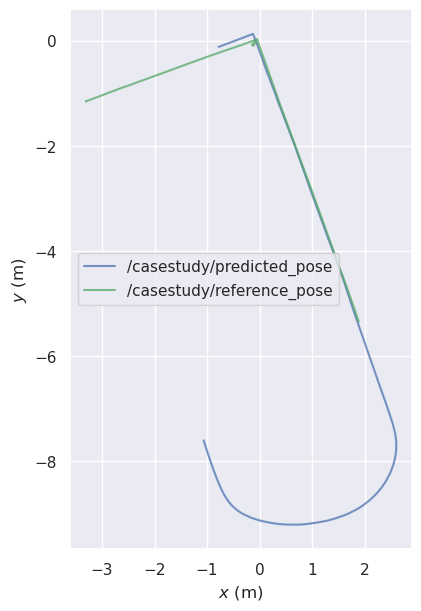 0
−2
−4
−6
−8
y (m)
/casestudy/predicted_pose
/casestudy/reference_pose
−3
−2
−1
0
1
2
x (m)